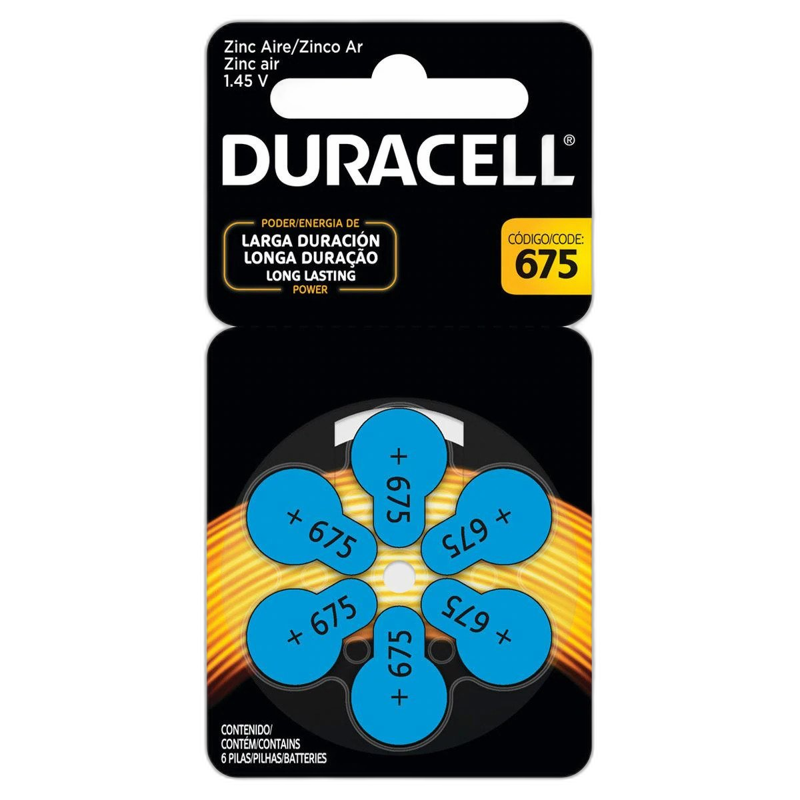 Zinc Aire/Zinco Ar
Zinc air
1.45 V
DURACELL®
PODER/ENERGIA DE
LARGA DURACIÓN
LONGA DURAÇÃO
LONG LASTING
POWER
CÓDIGO/CODE:
675
+ 675
+ 675
+ 675
+ 675
+ 675
+ 675
CONTENIDO/
CONTÉM/CONTAINS
6 PILAS/PILHAS/BATTERIES